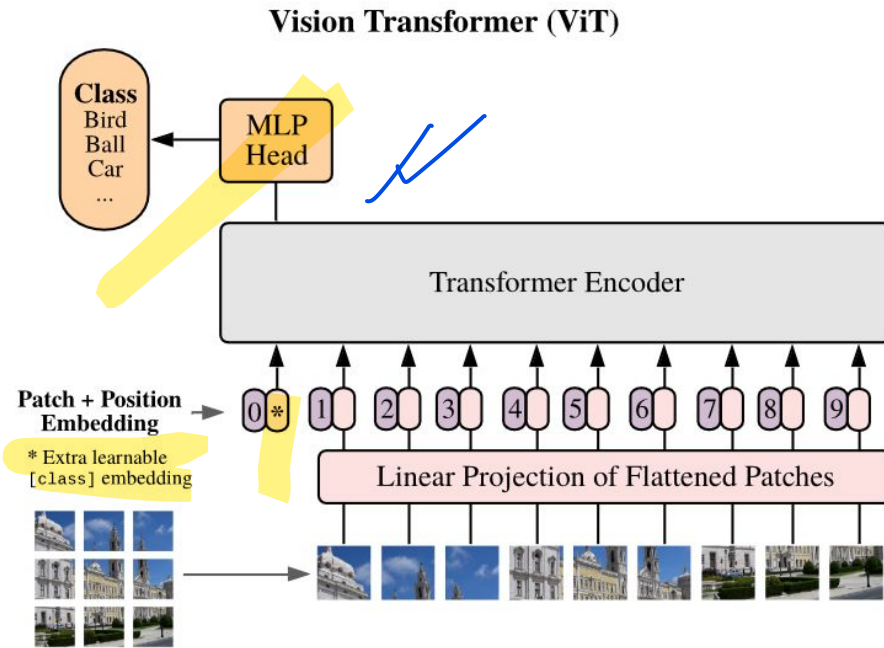 Vision Transformer (ViT)
Class
Bird
Ball
Car
...
MLP
Head
Transformer Encoder
Patch + Position
Embedding
0 * 1 2 3 4 5 6 7 8 9
* Extra learnable
[class] embedding
Linear Projection of Flattened Patches